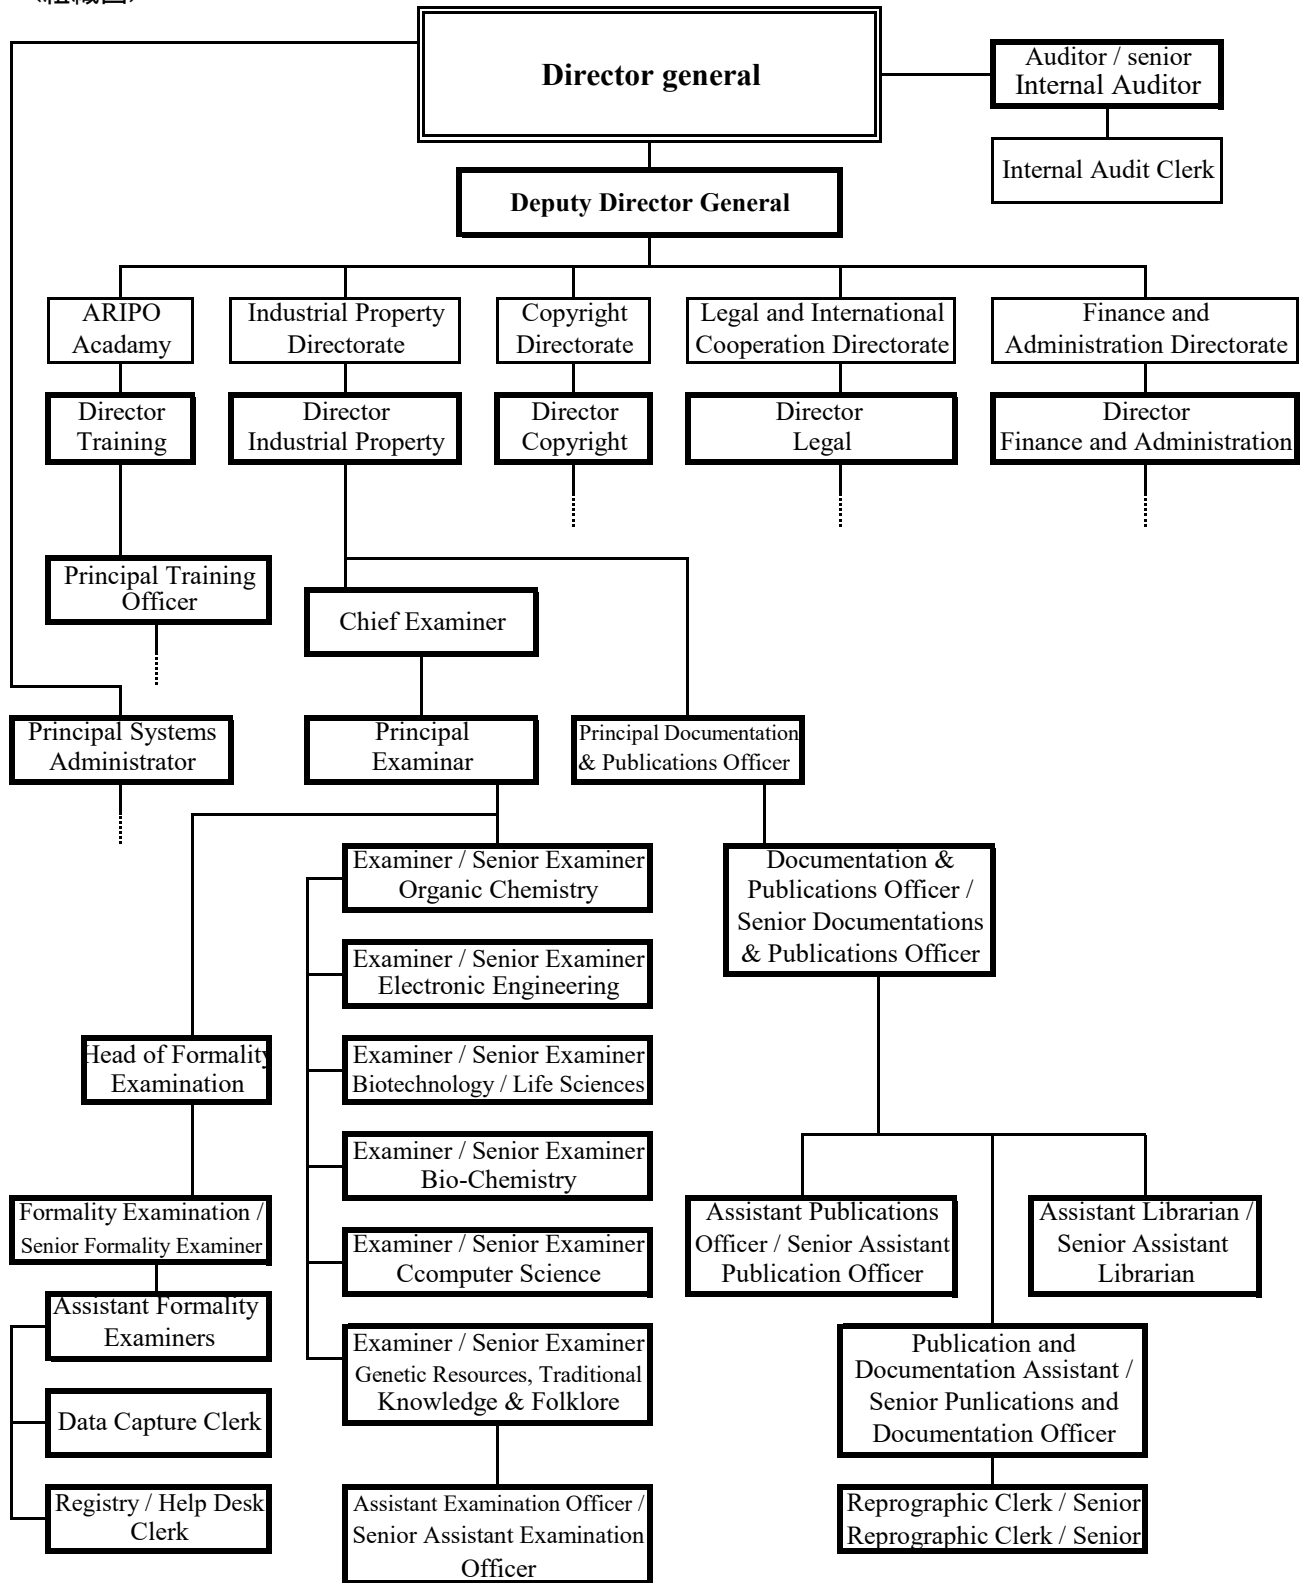 Director general
Auditor / senior
Internal Auditor
Internal Audit Clerk
Deputy Director General
ARIPO
Acadamy
Industrial Property
Directorate
Copyright
Directorate
Legal and International
Cooperation Directorate
Finance and
Administration Directorate
Director
Training
Director
Industrial Property
Director
Copyright
Director
Legal
Director
Finance and Administration
Principal Training
Officer
Chief Examiner
Principal Systems
Administrator
Principal
Examinar
Principal Documentation
& Publications Officer
Examiner / Senior Examiner
Organic Chemistry
Documentation &
Publications Officer /
Senior Documentations
& Publications Officer
Examiner / Senior Examiner
Electronic Engineering
Head of Formality
Examination
Examiner / Senior Examiner
Biotechnology / Life Sciences
Examiner / Senior Examiner
Bio-Chemistry
Formality Examination /
Senior Formality Examiner
Examiner / Senior Examiner
Ccomputer Science
Assistant Publications
Officer / Senior Assistant
Publication Officer
Assistant Librarian /
Senior Assistant
Librarian
Assistant Formality
Examiners
Examiner / Senior Examiner
Genetic Resources, Traditional
Knowledge & Folklore
Publication and
Documentation Assistant /
Senior Punlications and
Documentation Officer
Data Capture Clerk
Registry / Help Desk
Clerk
Assistant Examination Officer /
Senior Assistant Examination
Officer
Reprographic Clerk / Senior
Reprographic Clerk / Senior